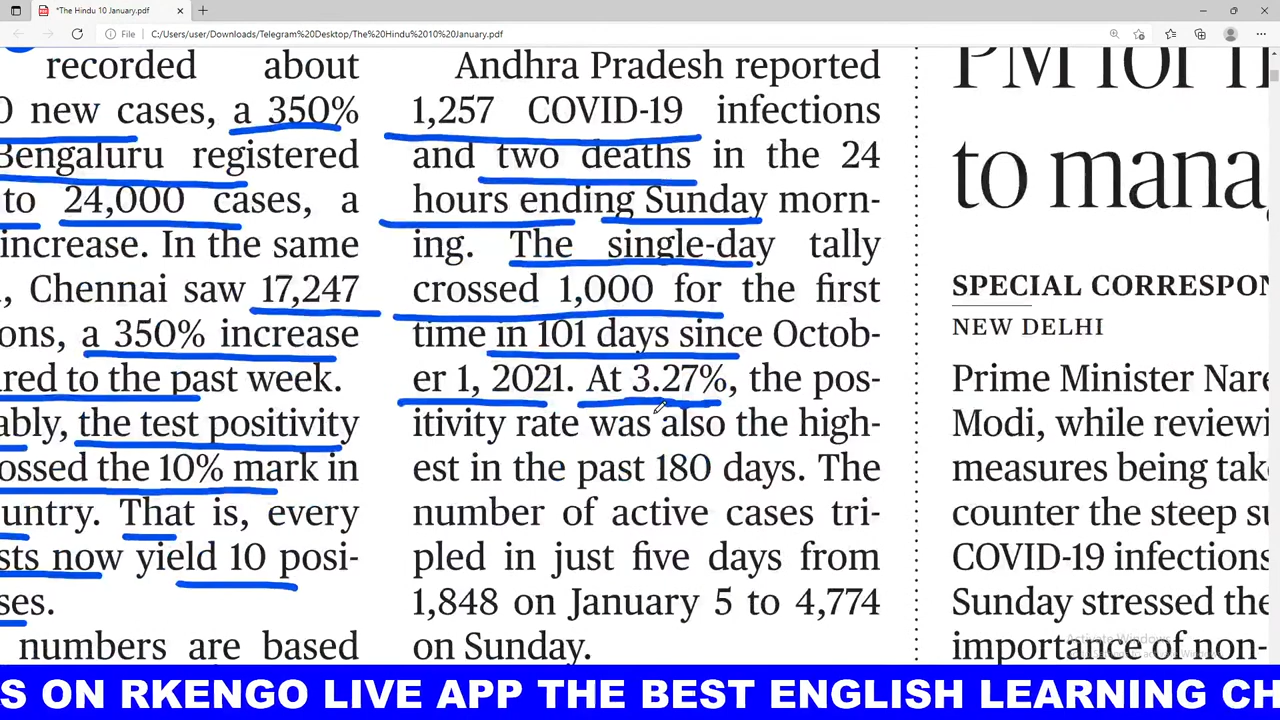 *The Hindu 10 January.pdf
File
C:/Users/user/Downloads/Telegram%20Desktop/The%20Hindu%2010%20January.pdf
recorded about
0 new cases, a 350%
Bengaluru registered
to 24,000 cases, a
increase. In the same
, Chennai saw 17,247
ons, a 350% increase
red to the past week.
ably, the test positivity
ossed the 10% mark in
untry. That is, every
sts now yield 10 posi-
ses.
numbers are based
Andhra Pradesh reported
1,257 COVID-19 infections
and two deaths in the 24
hours ending Sunday morn-
ing. The single-day tally
crossed 1,000 for the first
time in 101 days since Octob-
er 1, 2021. At 3.27%, the pos-
itivity rate was also the high-
est in the past 180 days. The
number of active cases tri-
pled in just five days from
1,848 on January 5 to 4,774
on Sunday.
PM for
to mana
SPECIAL CORRESPON
NEW DELHI
Prime Minister Nare
Modi, while reviewi
measures being take
counter the steep su
COVID-19 infections
Sunday stressed the
importance of non-
Activate Windows
S ON RKENGO LIVE APP THE BEST ENGLISH LEARNING CH